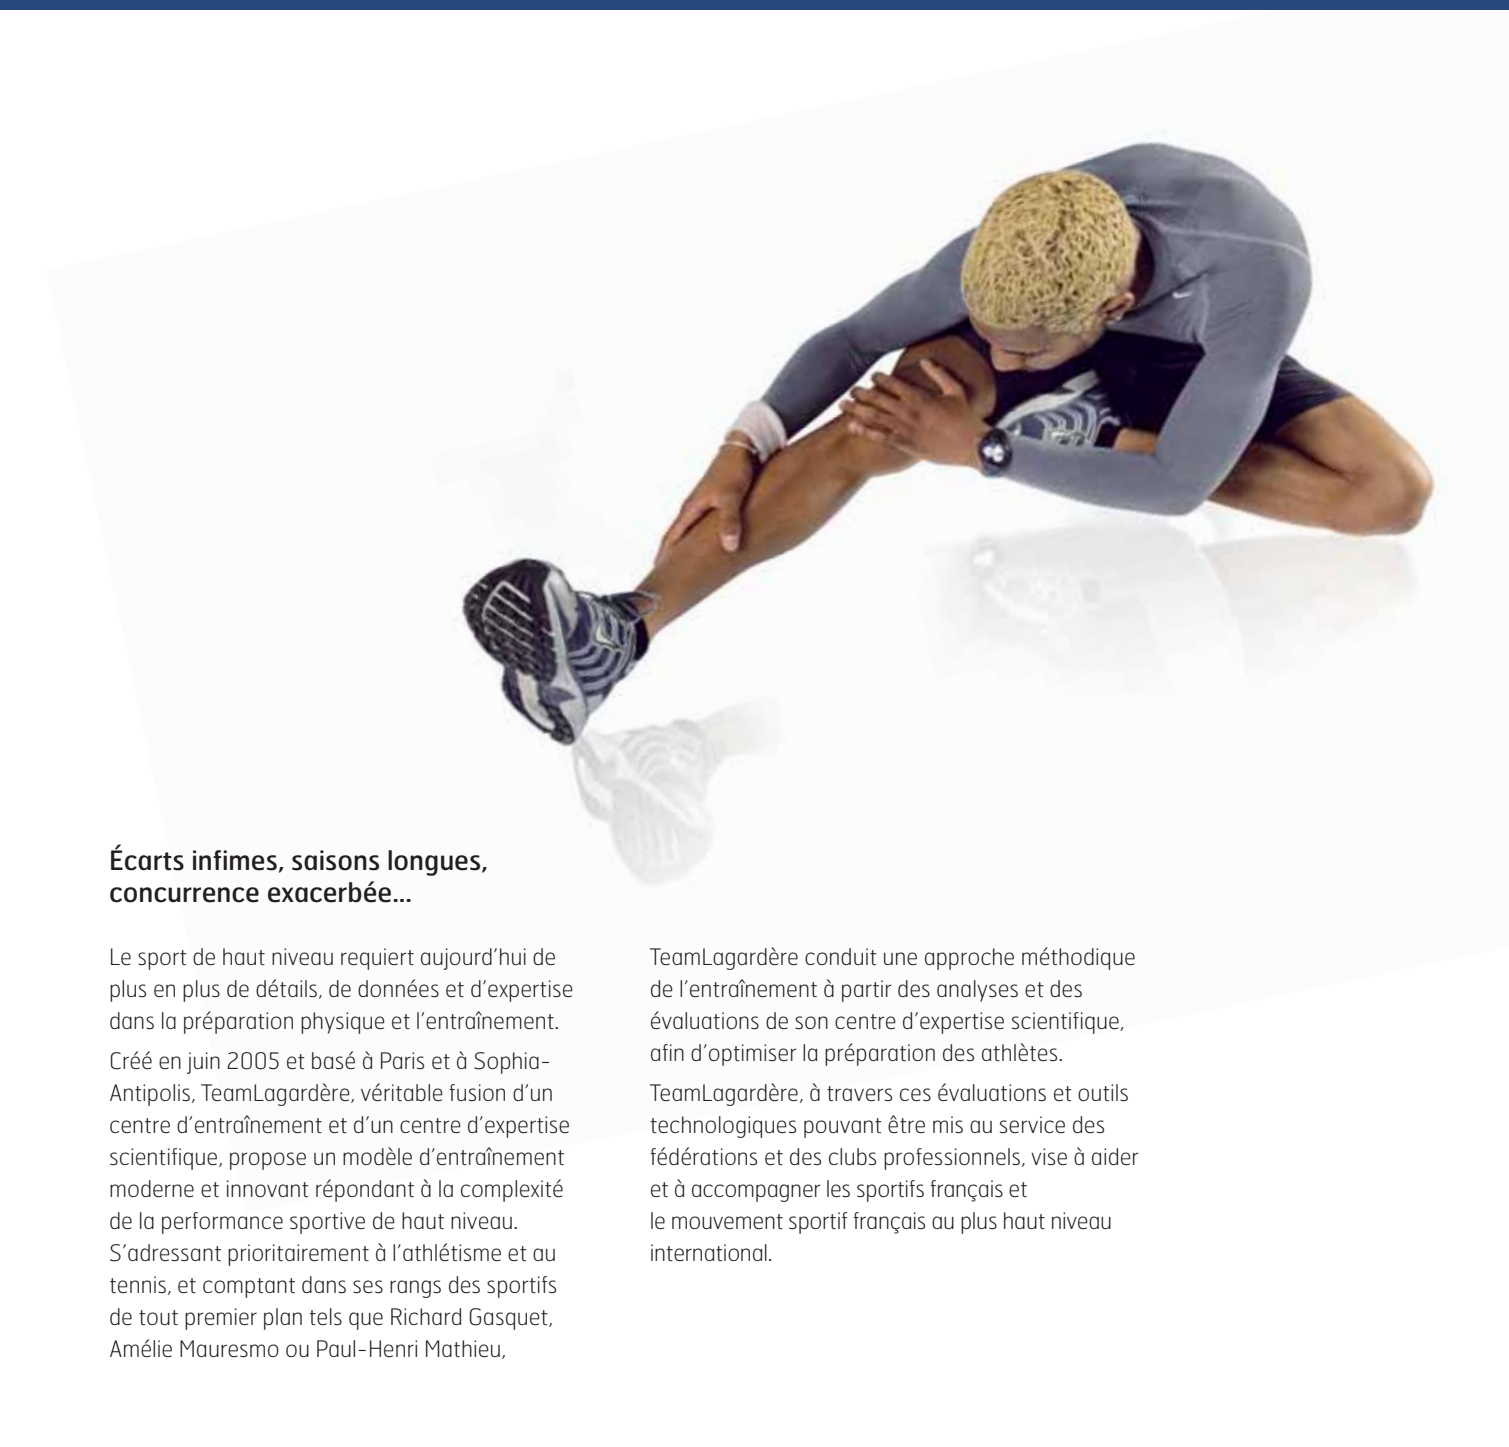 Écarts infimes, saisons longues,
concurrence exacerbée...
Le sport de haut niveau requiert aujourd’hui de
plus en plus de détails, de données et d’expertise
dans la préparation physique et l’entraînement.
Créé en juin 2005 et basé à Paris et à Sophia-
Antipolis, TeamLagardère, véritable fusion d’un
centre d’entraînement et d’un centre d’expertise
scientifique, propose un modèle d’entraînement
moderne et innovant répondant à la complexité
de la performance sportive de haut niveau.
S’adressant prioritairement à l’athlétisme et au
tennis, et comptant dans ses rangs des sportifs
de tout premier plan tels que Richard Gasquet,
Amélie Mauresmo ou Paul-Henri Mathieu,
TeamLagardère conduit une approche méthodique
de l’entraînement à partir des analyses et des
évaluations de son centre d’expertise scientifique,
afin d’optimiser la préparation des athlètes.
TeamLagardère, à travers ces évaluations et outils
technologiques pouvant être mis au service des
fédérations et des clubs professionnels, vise à aider
et à accompagner les sportifs français et
le mouvement sportif français au plus haut niveau
international.